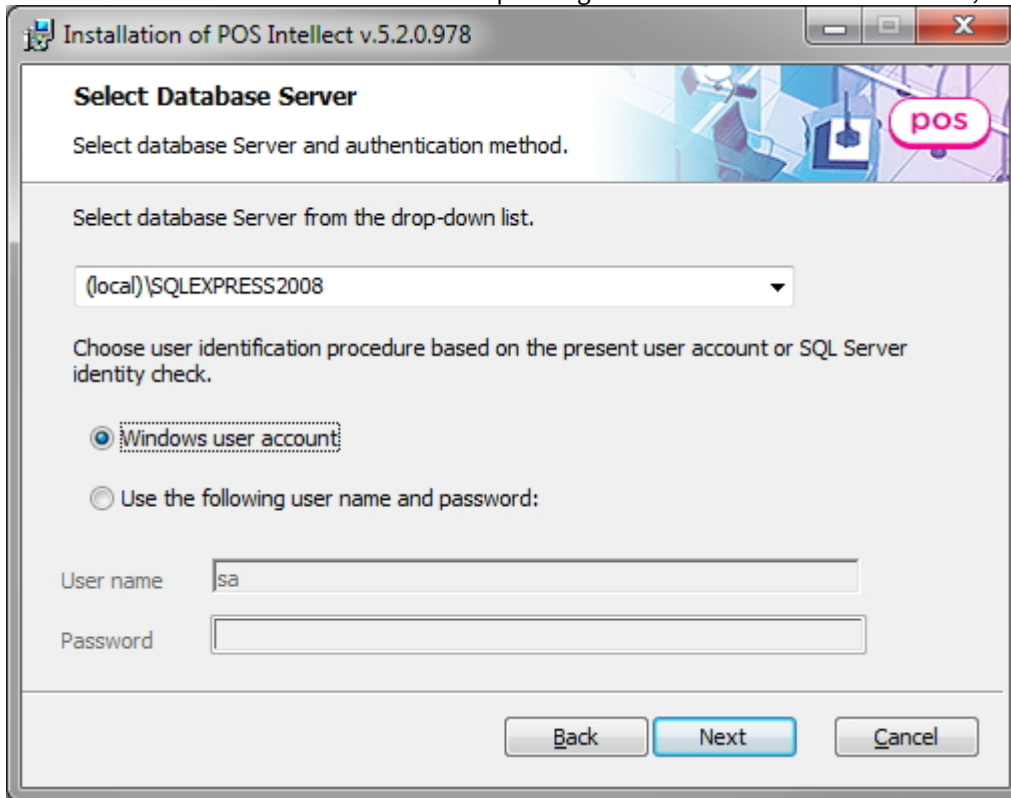 Installation of POS Intellect v.5.2.0.978
Select Database Server
Select database Server and authentication method.
pos
Select database Server from the drop-down list.
(local)\SQLEXPRESS2008
Choose user identification procedure based on the present user account or SQL Server
identity check.
Windows user account
Use the following user name and password:
User name sa
Password
Back Next Cancel